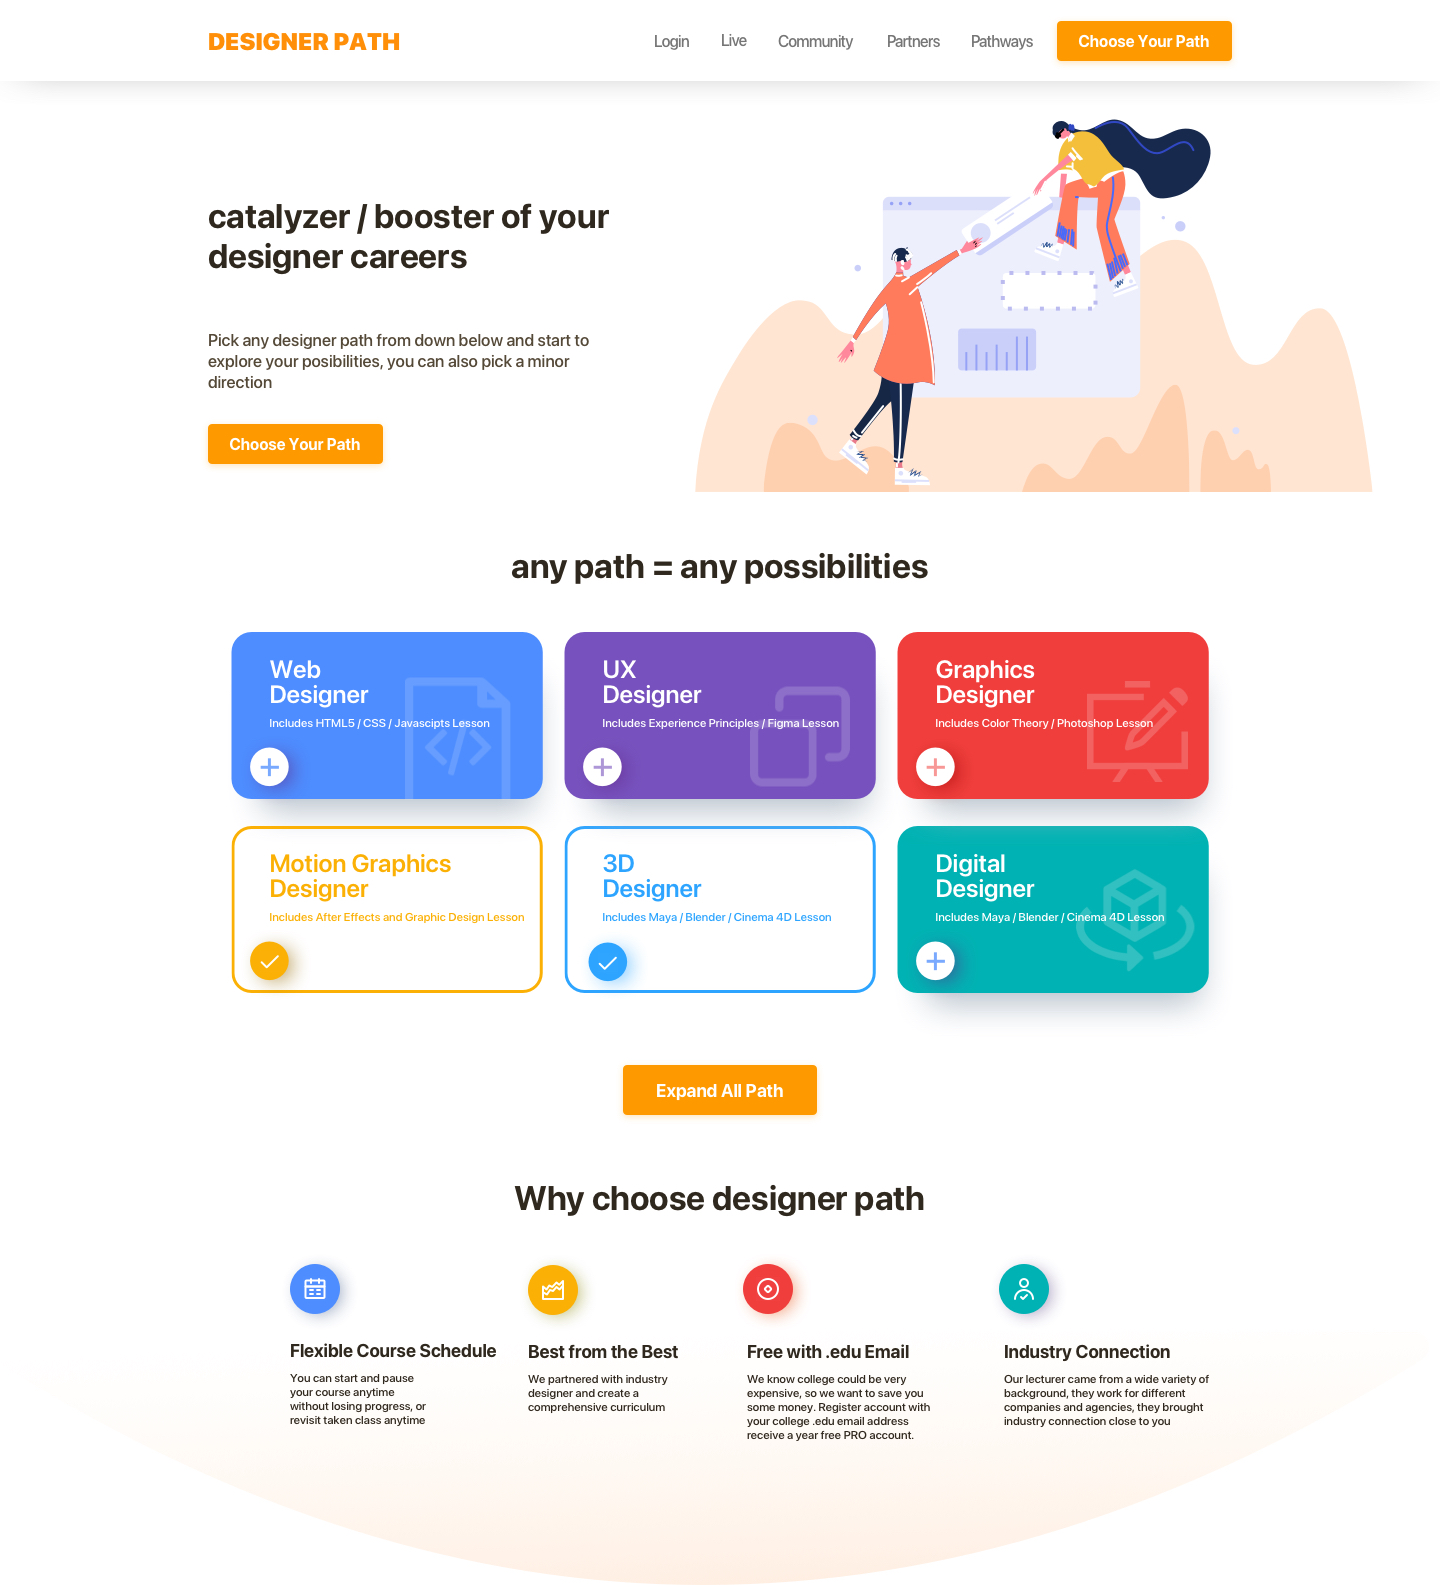 DESIGNER PATH
Login
Live
Community
Partners
Pathways
Choose Your Path
catalyzer / booster of your
designer careers
Pick any designer path from down below and start to
explore your posibilities, you can also pick a minor
direction
Choose Your Path
any path = any possibilities
Web
Designer
Includes HTML5 / CSS / Javascipts Lesson
UX
Designer
Includes Experience Principles / Figma Lesson
Graphics
Designer
Includes Color Theory / Photoshop Lesson
Motion Graphics
Designer
Includes After Effects and Graphic Design Lesson
3D
Designer
Includes Maya / Blender / Cinema 4D Lesson
Digital
Designer
Includes Maya / Blender / Cinema 4D Lesson
Expand All Path
Why choose designer path
Flexible Course Schedule
You can start and pause
your course anytime
without losing progress, or
revisit taken class anytime
Best from the Best
We partnered with industry
designer and create a
comprehensive curriculum
Free with .edu Email
We know college could be very
expensive, so we want to save you
some money. Register account with
your college .edu email address
receive a year free PRO account.
Industry Connection
Our lecturer came from a wide variety of
background, they work for different
companies and agencies, they brought
industry connection close to you